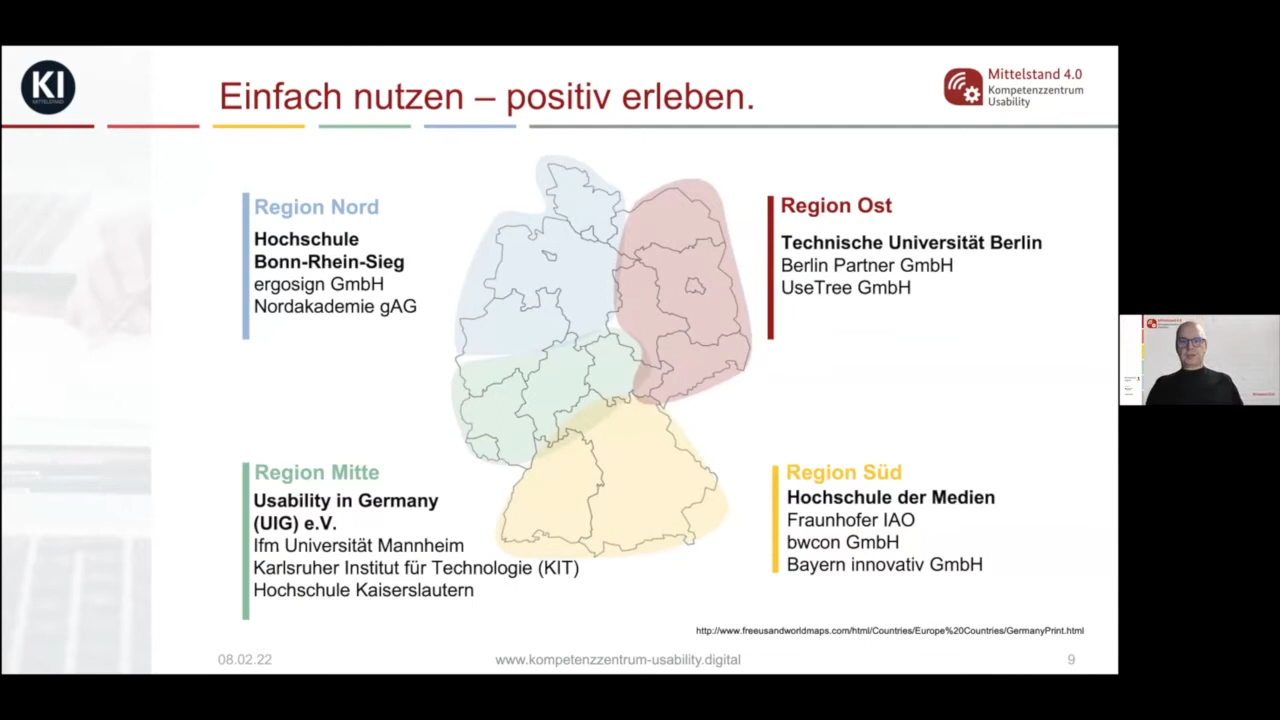 KI
MITTELSTAND
Einfach nutzen – positiv erleben.
Mittelstand 4.0
Kompetenzzentrum
Usability
Region Nord
Hochschule
Bonn-Rhein-Sieg
ergosign GmbH
Nordakademie gAG
Region Ost
Technische Universität Berlin
Berlin Partner GmbH
UseTree GmbH
Region Mitte
Usability in Germany
(UIG) e.V.
Ifm Universität Mannheim
Karlsruher Institut für Technologie (KIT)
Hochschule Kaiserslautern
Region Süd
Hochschule der Medien
Fraunhofer IAO
bwcon GmbH
Bayern innovativ GmbH
http://www.freeusandworldmaps.com/html/Countries/Europe%20Countries/GermanyPrint.html
08.02.22
www.kompetenzzentrum-usability.digital
9